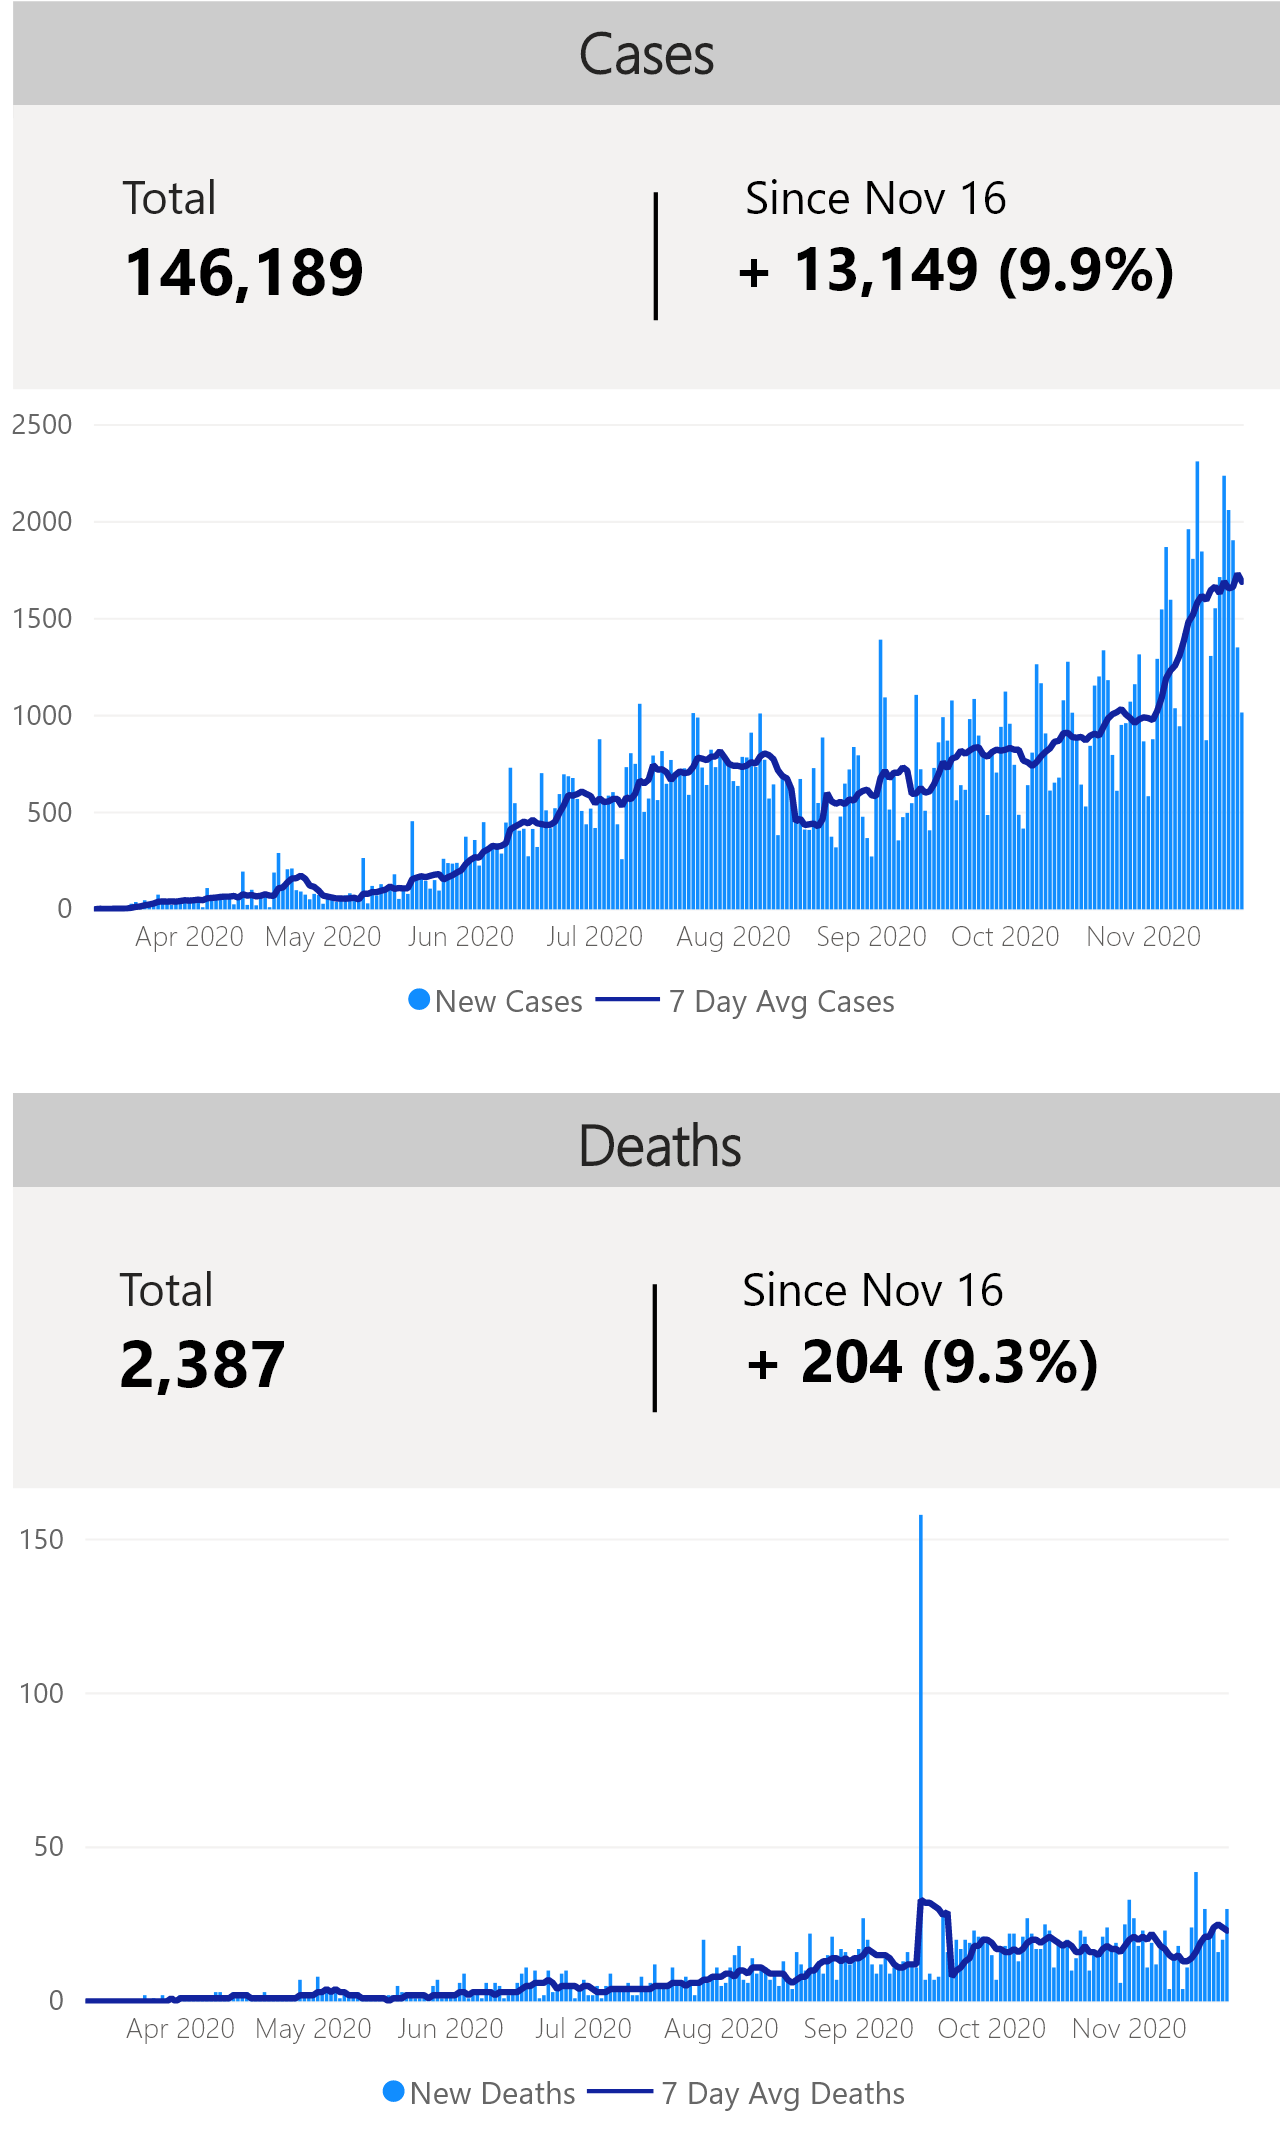 Cases
Total
Since Nov 16
146,189
+ 13,149 (9.9%)
2500
2000
1500
1000
500
0
Apr 2020 May 2020 Jun 2020 Jul 2020 Aug 2020 Sep 2020 Oct 2020 Nov 2020
New Cases 7 Day Avg Cases
Deaths
Total
Since Nov 16
2,387
+ 204 (9.3%)
150
100
50
0
Apr 2020 May 2020 Jun 2020 Jul 2020 Aug 2020 Sep 2020 Oct 2020 Nov 2020
New Deaths 7 Day Avg Deaths